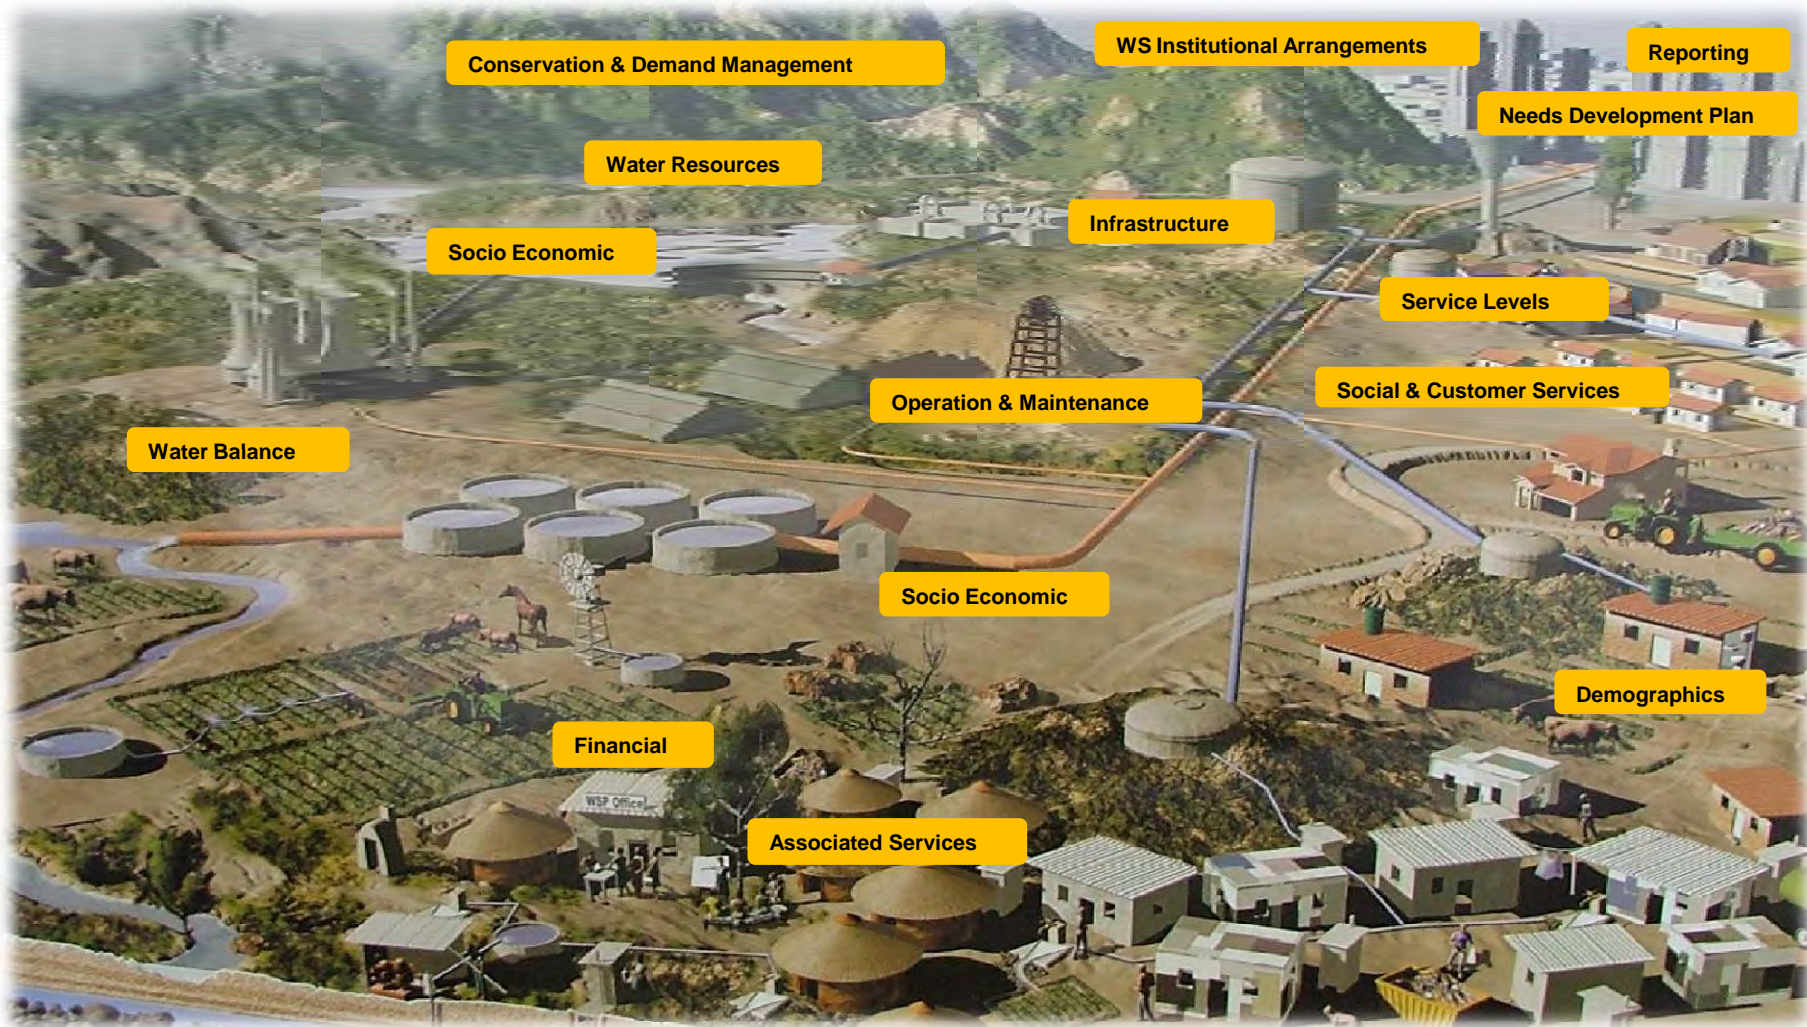 WS Institutional Arrangements
Reporting
Conservation & Demand Management
Needs Development Plan
Water Resources
Infrastructure
Socio Economic
Service Levels
Social & Customer Services
Operation & Maintenance
Water Balance
Socio Economic
Demographics
Financial
WSP Office
Associated Services